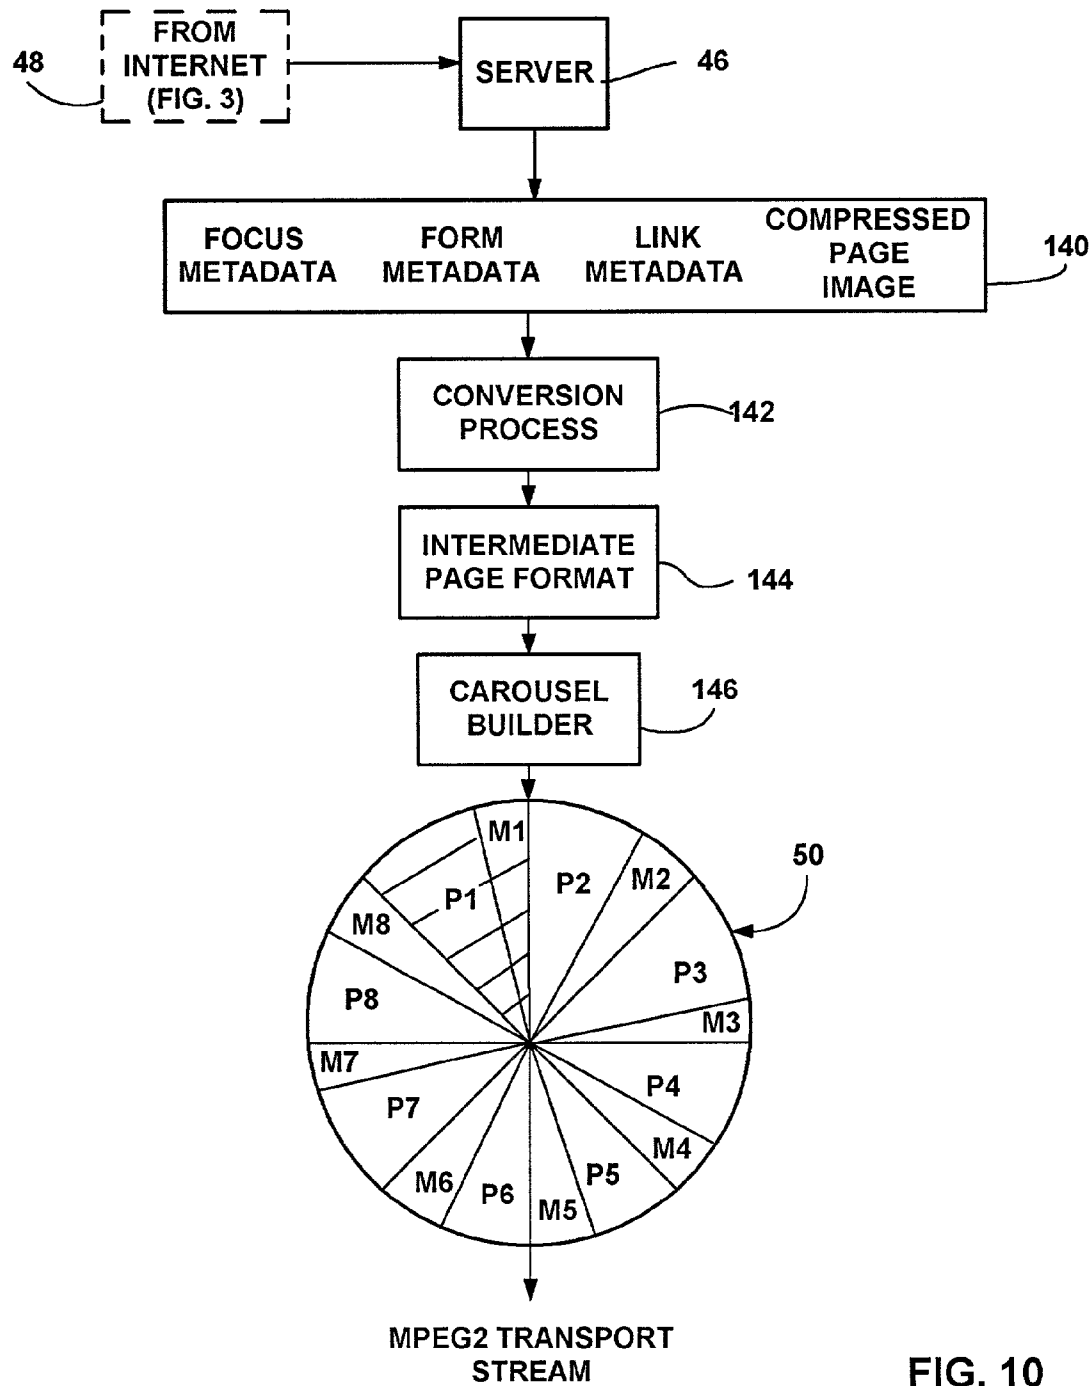 FROM
INTERNET
(FIG. 3)
48
SERVER
46
FOCUS
METADATA
FORM
METADATA
LINK
METADATA
COMPRESSED
PAGE
IMAGE
140
CONVERSION
PROCESS
142
INTERMEDIATE
PAGE FORMAT
144
CAROUSEL
BUILDER
146
50
M1
P1
P2
M2
P3
M3
P4
M4
P5
M5
P6
M6
P7
M7
P8
M8
MPEG2 TRANSPORT
STREAM
FIG. 10